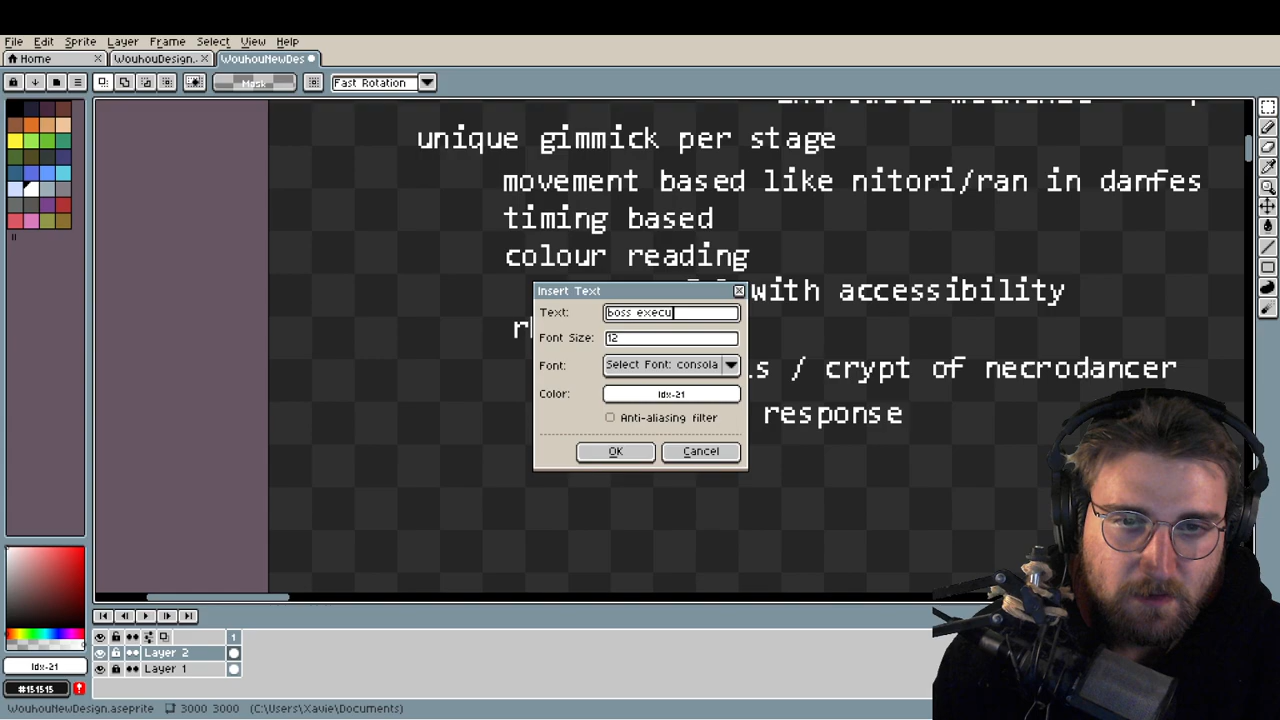 File Edit Sprite Layer Frame Select View Help
Home WouhouDesign. WouhouNewDes
Mask Fast Rotation
unique gimmick per stage
movement based like nitori/ran in danfes
timing based
colour reading
with accessibility
Insert Text
Text: boss execu
Font Size: 12
Font: Select Font: consola
Color: Idx-21
Anti-aliasing filter
OK Cancel
/ crypt of necrodancer
response
Layer 2
Layer 1
1
Idx-21
#151515
WouhouNewDesign.aseprite 3000 3000 (C:\Users\Xavie\Documents)